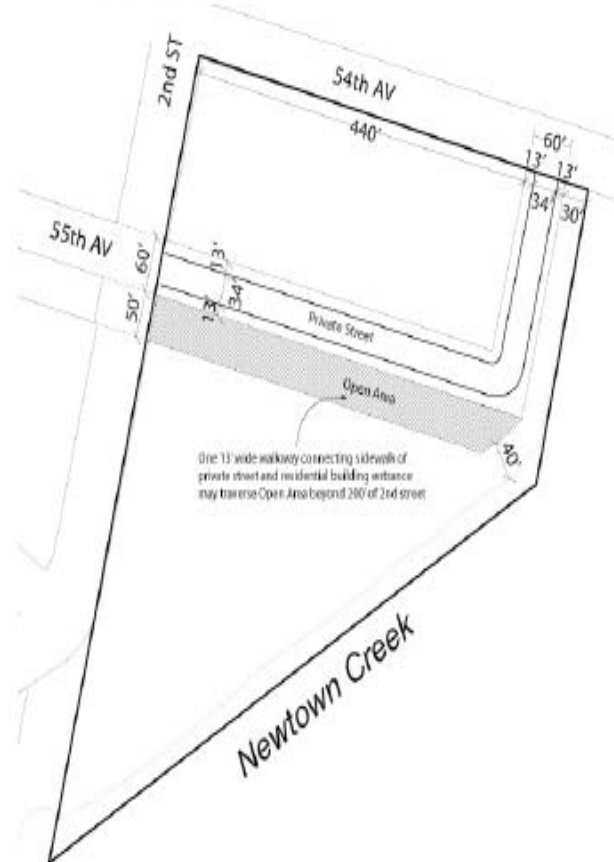 2nd ST
54th AV
440'
60'
13' 13'
34' 30'
55th AV
60'
13'
34'
13'
50'
Private Street
Open Area
40'
One 13' wide walkway connecting sidewalk of
private street and residential building entrance
may traverse Open Area beyond 200' of 2nd street
Newtown Creek